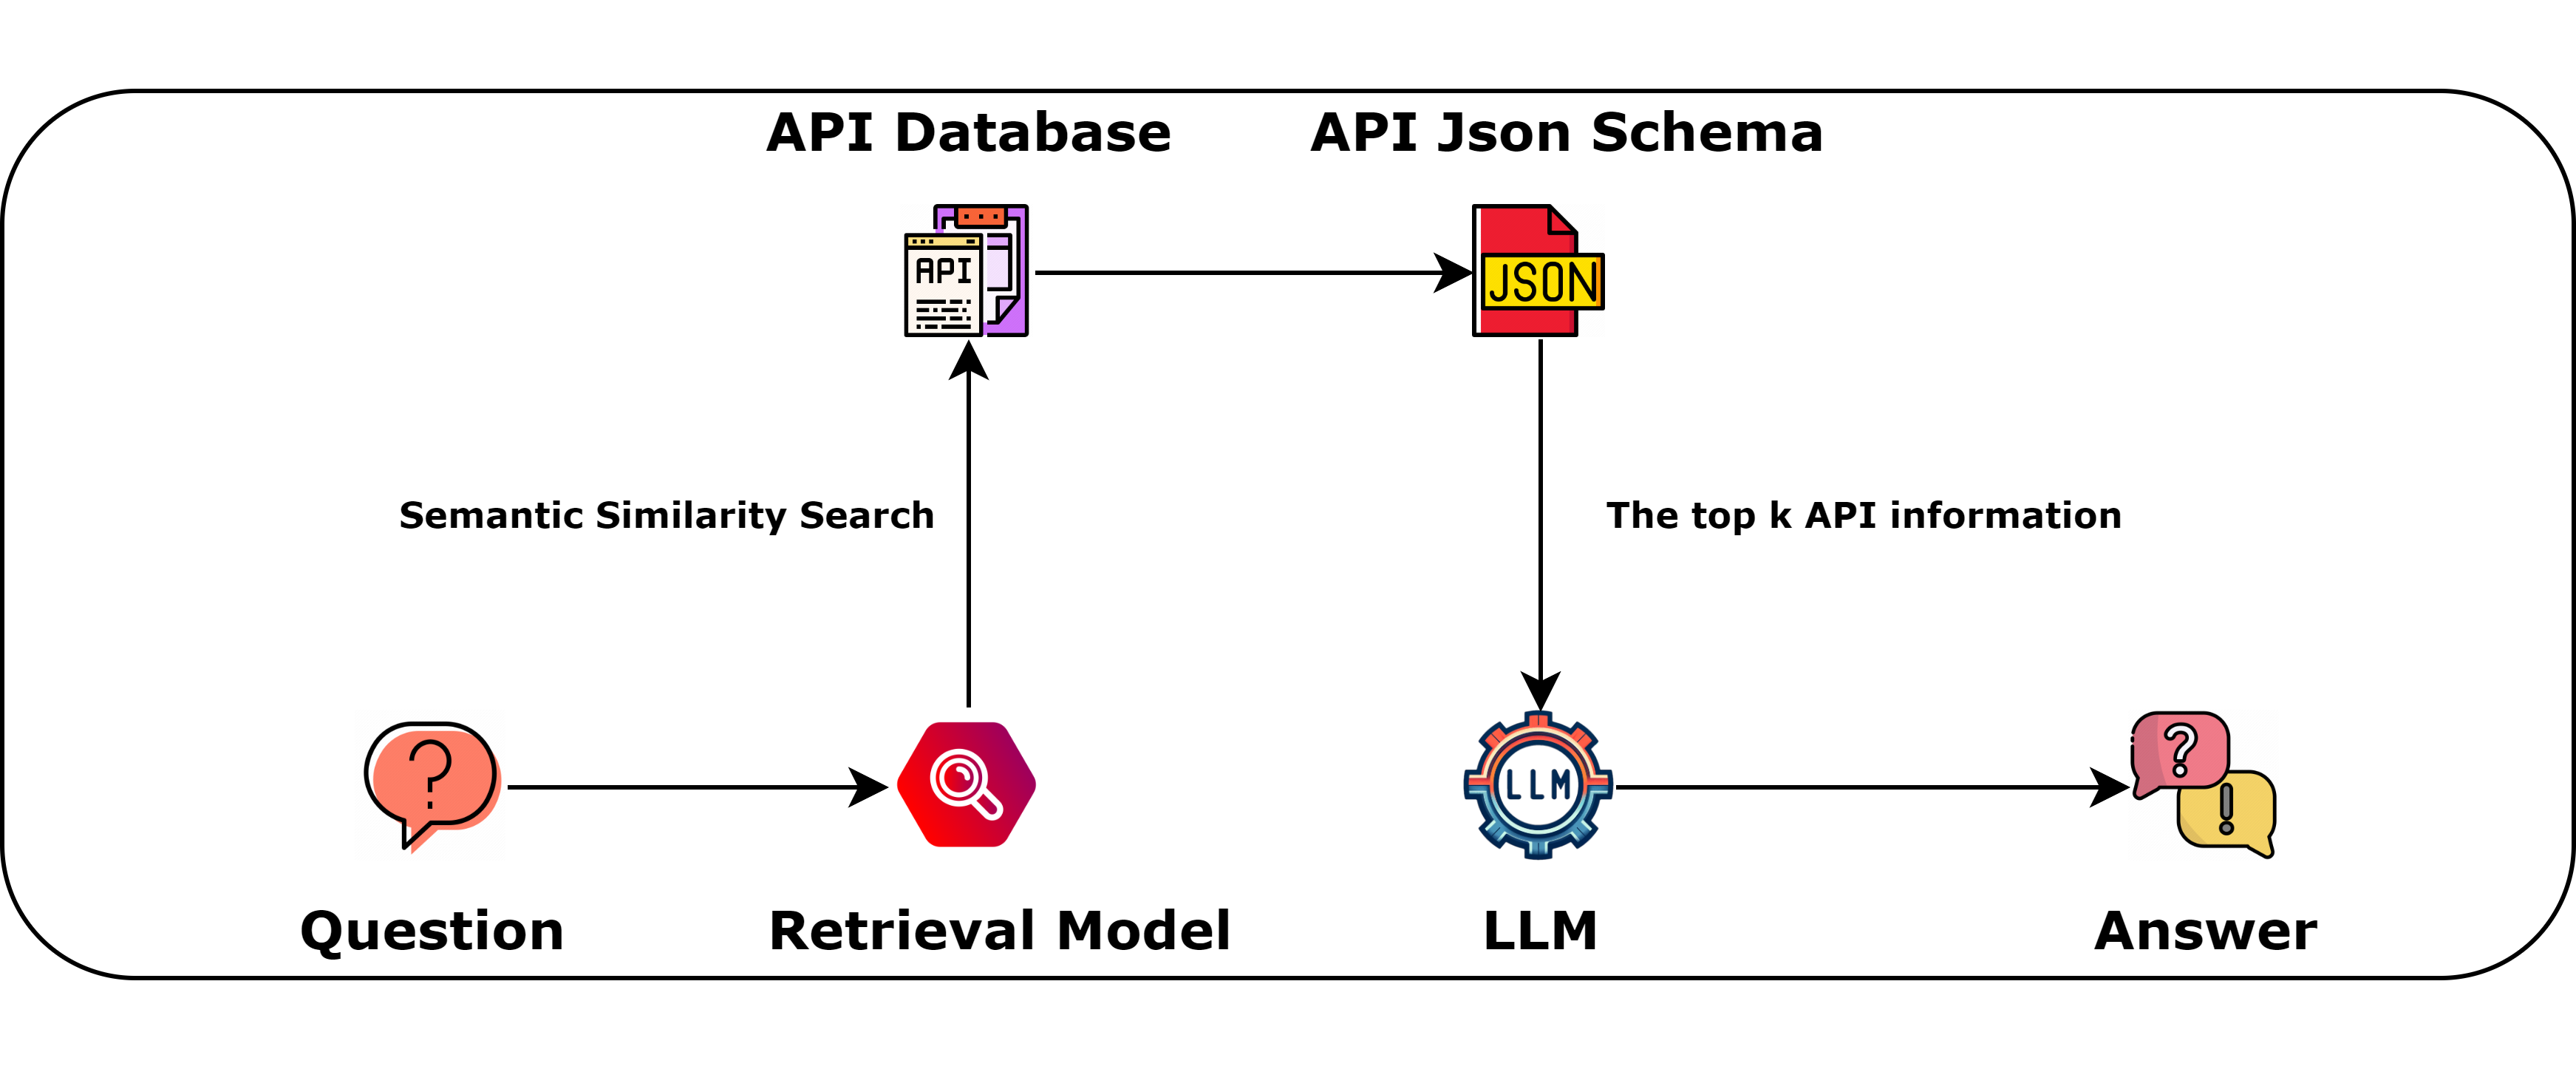 API Database
API Json Schema
API
JSON
Semantic Similarity Search
The top k API information
?
LLM
?
!
Question
Retrieval Model
LLM
Answer